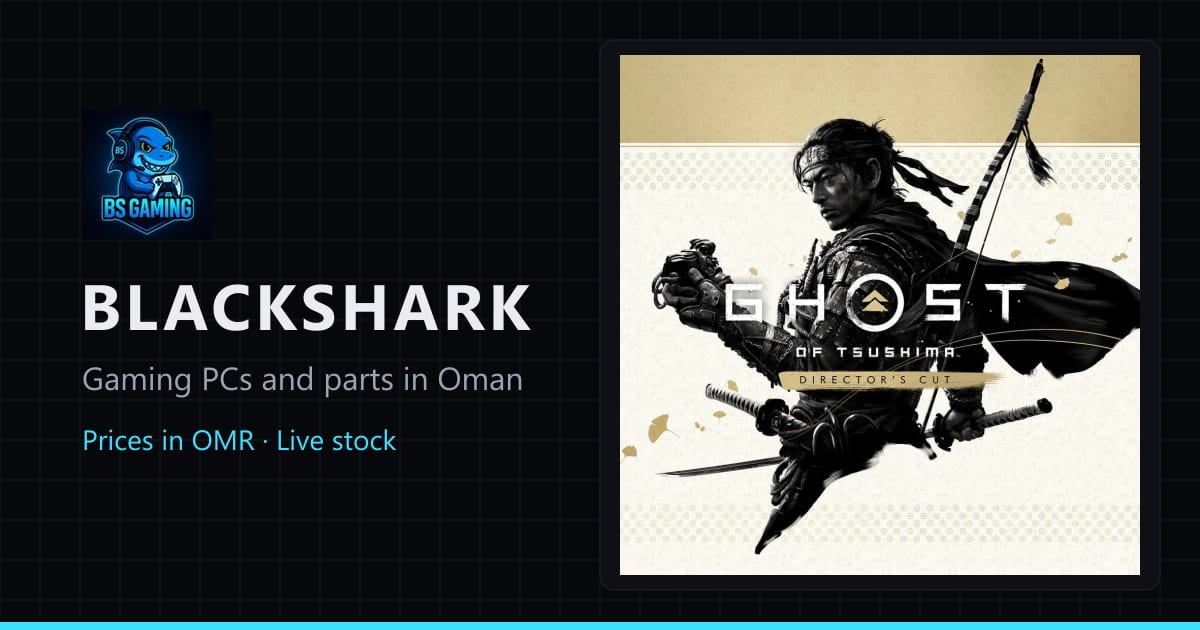 BS
BS GAMING
BLACKSHARK
Gaming PCs and parts in Oman
Prices in OMR · Live stock
GHOST
OF TSUSHIMA
DIRECTOR'S CUT